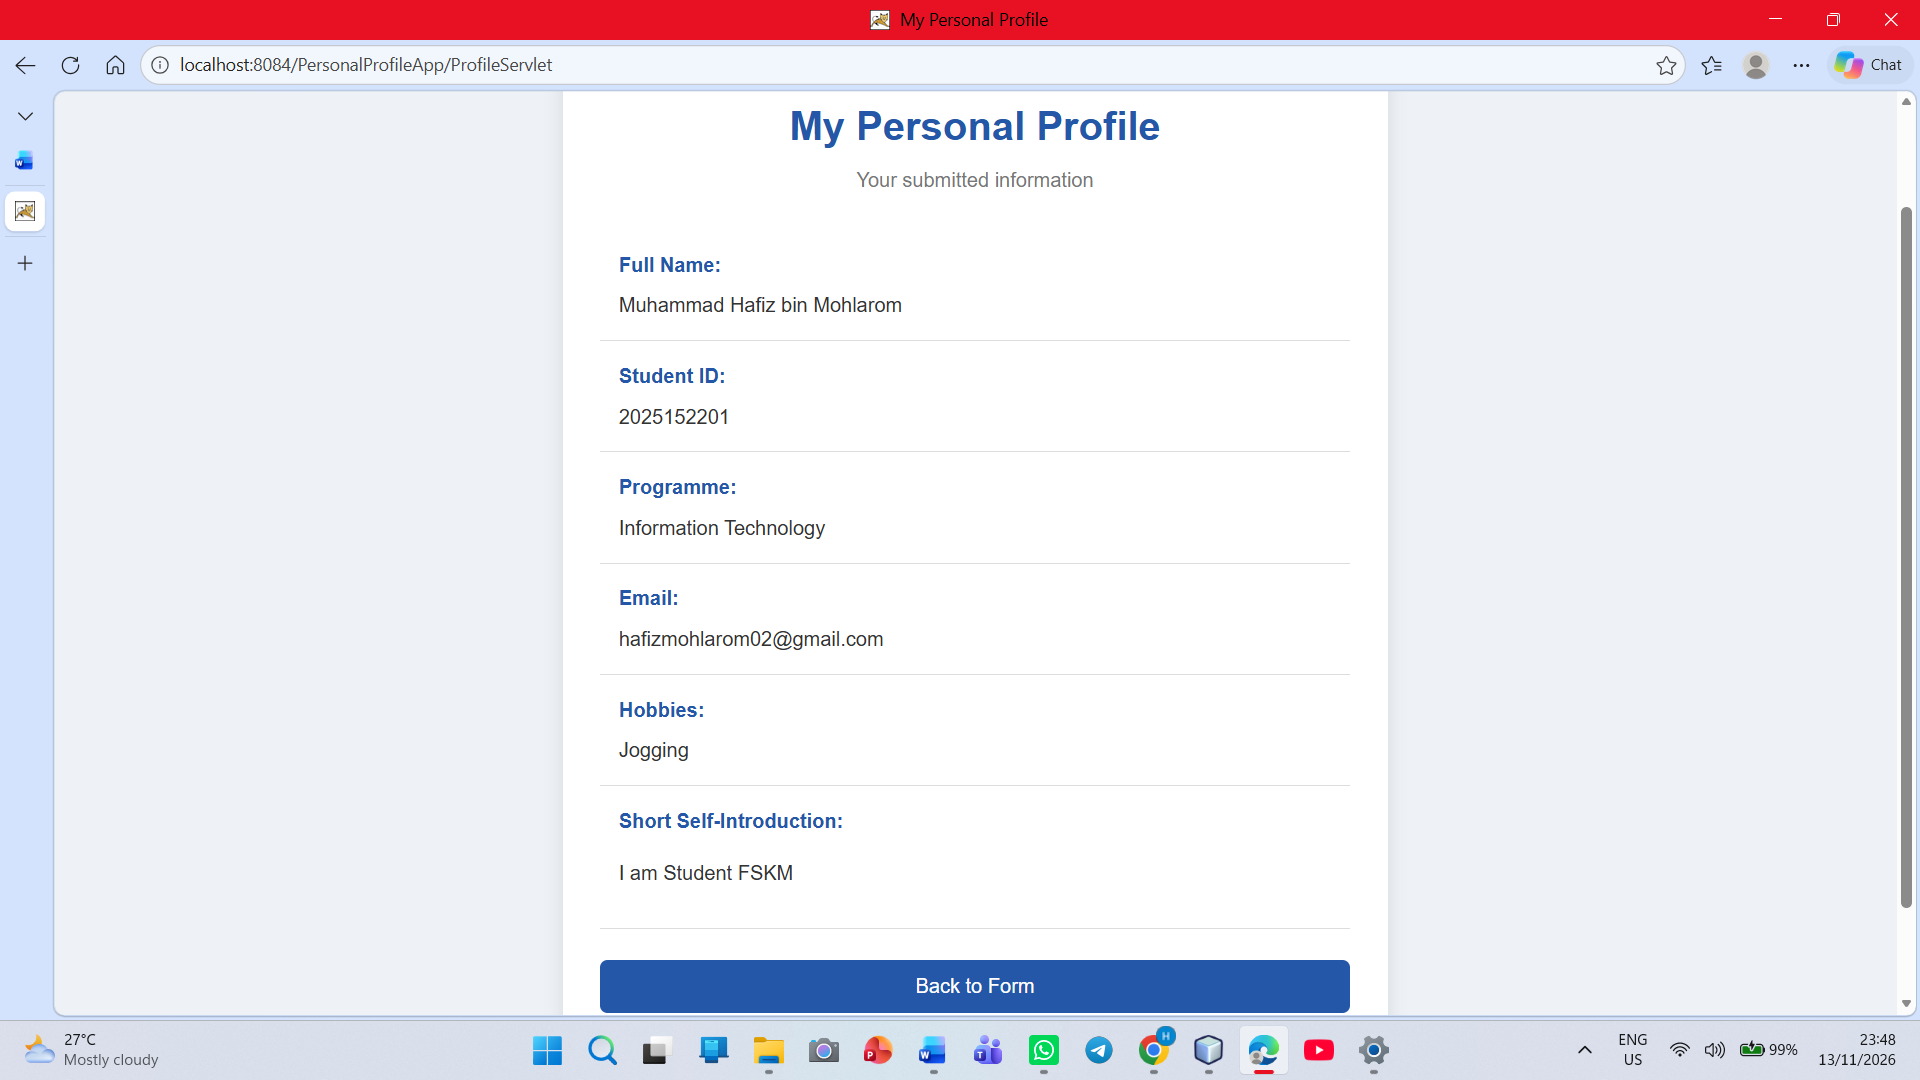 My Personal Profile
localhost:8084/PersonalProfileApp/ProfileServlet
Chat
My Personal Profile
Your submitted information
Full Name:
Muhammad Hafiz bin Mohlarom
Student ID:
2025152201
Programme:
Information Technology
Email:
hafizmohlarom02@gmail.com
Hobbies:
Jogging
Short Self-Introduction:
I am Student FSKM
Back to Form
27°C
Mostly cloudy
H
ENG
US
99%
23:48
13/11/2026